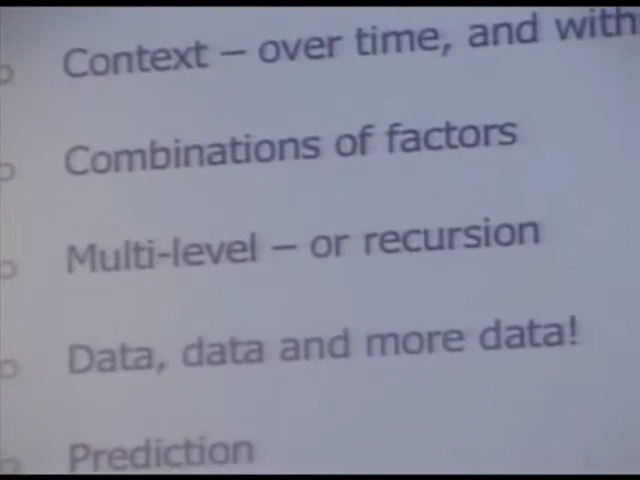 Context – over time, and with
Combinations of factors
Multi-level – or recursion
Data, data and more data!
Prediction